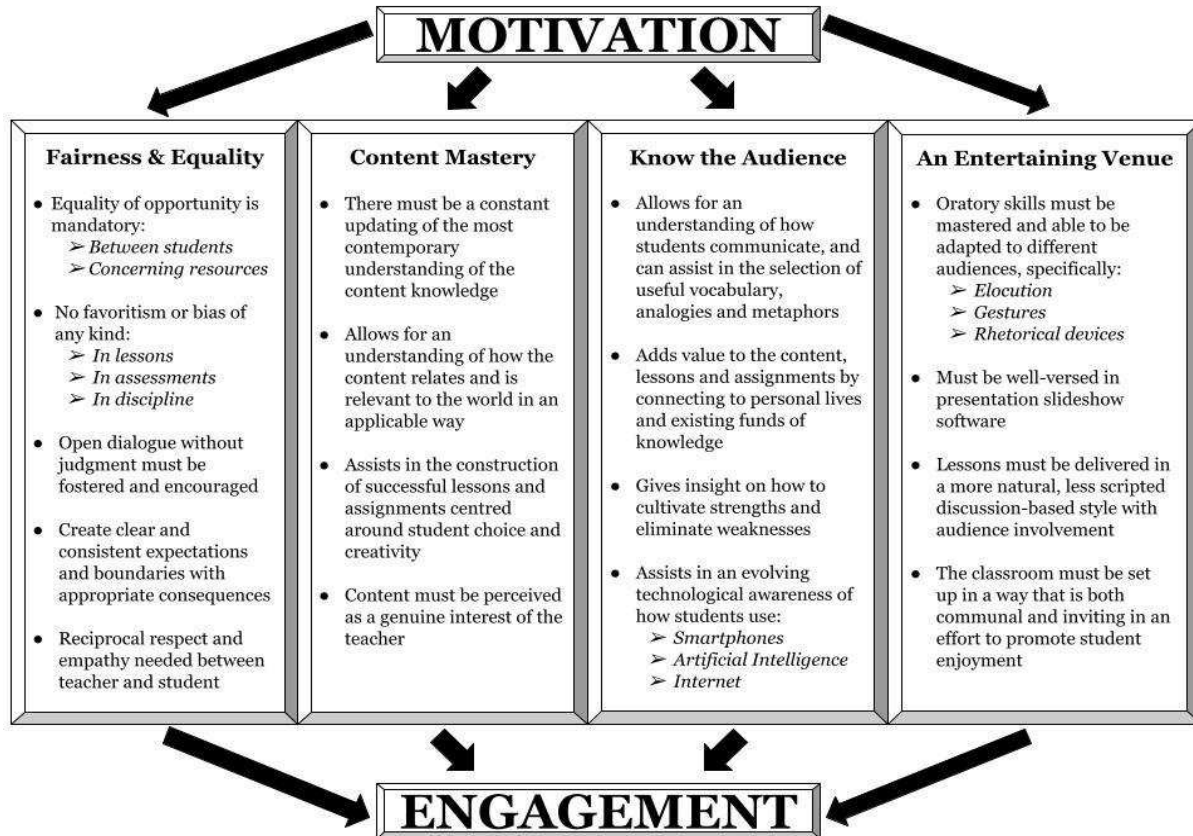 MOTIVATION
Fairness & Equality
● Equality of opportunity is
mandatory:
➢ Between students
➢ Concerning resources
● No favoritism or bias of
any kind:
➢ In lessons
➢ In assessments
➢ In discipline
● Open dialogue without
judgment must be
fostered and encouraged
● Create clear and
consistent expectations
and boundaries with
appropriate consequences
● Reciprocal respect and
empathy needed between
teacher and student
Content Mastery
● There must be a constant
updating of the most
contemporary
understanding of the
content knowledge
● Allows for an
understanding of how the
content relates and is
relevant to the world in an
applicable way
● Assists in the construction
of successful lessons and
assignments centred
around student choice and
creativity
● Content must be perceived
as a genuine interest of the
teacher
Know the Audience
● Allows for an
understanding of how
students communicate, and
can assist in the selection of
useful vocabulary,
analogies and metaphors
● Adds value to the content,
lessons and assignments by
connecting to personal lives
and existing funds of
knowledge
● Gives insight on how to
cultivate strengths and
eliminate weaknesses
● Assists in an evolving
technological awareness of
how students use:
➢ Smartphones
➢ Artificial Intelligence
➢ Internet
An Entertaining Venue
● Oratory skills must be
mastered and able to be
adapted to different
audiences, specifically:
➢ Elocution
➢ Gestures
➢ Rhetorical devices
● Must be well-versed in
presentation slideshow
software
● Lessons must be delivered in
a more natural, less scripted
discussion-based style with
audience involvement
● The classroom must be set
up in a way that is both
communal and inviting in an
effort to promote student
enjoyment
ENGAGEMENT